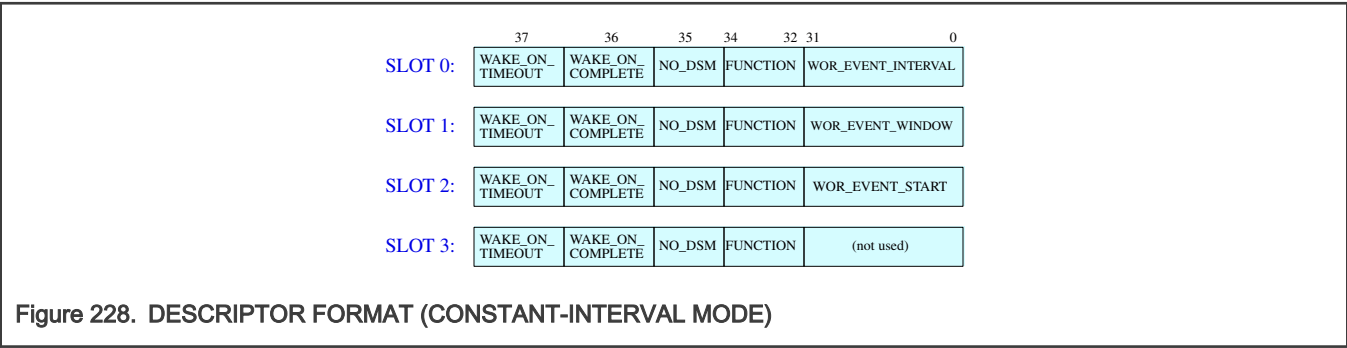 37 36 35 34 32 31 0
SLOT 0: WAKE_ON_ WAKE_ON_ NO_DSM FUNCTION WOR_EVENT_INTERVAL
TIMEOUT COMPLETE
SLOT 1: WAKE_ON_ WAKE_ON_ NO_DSM FUNCTION WOR_EVENT_WINDOW
TIMEOUT COMPLETE
SLOT 2: WAKE_ON_ WAKE_ON_ NO_DSM FUNCTION WOR_EVENT_START
TIMEOUT COMPLETE
SLOT 3: WAKE_ON_ WAKE_ON_ NO_DSM FUNCTION (not used)
TIMEOUT COMPLETE
Figure 228. DESCRIPTOR FORMAT (CONSTANT-INTERVAL MODE)